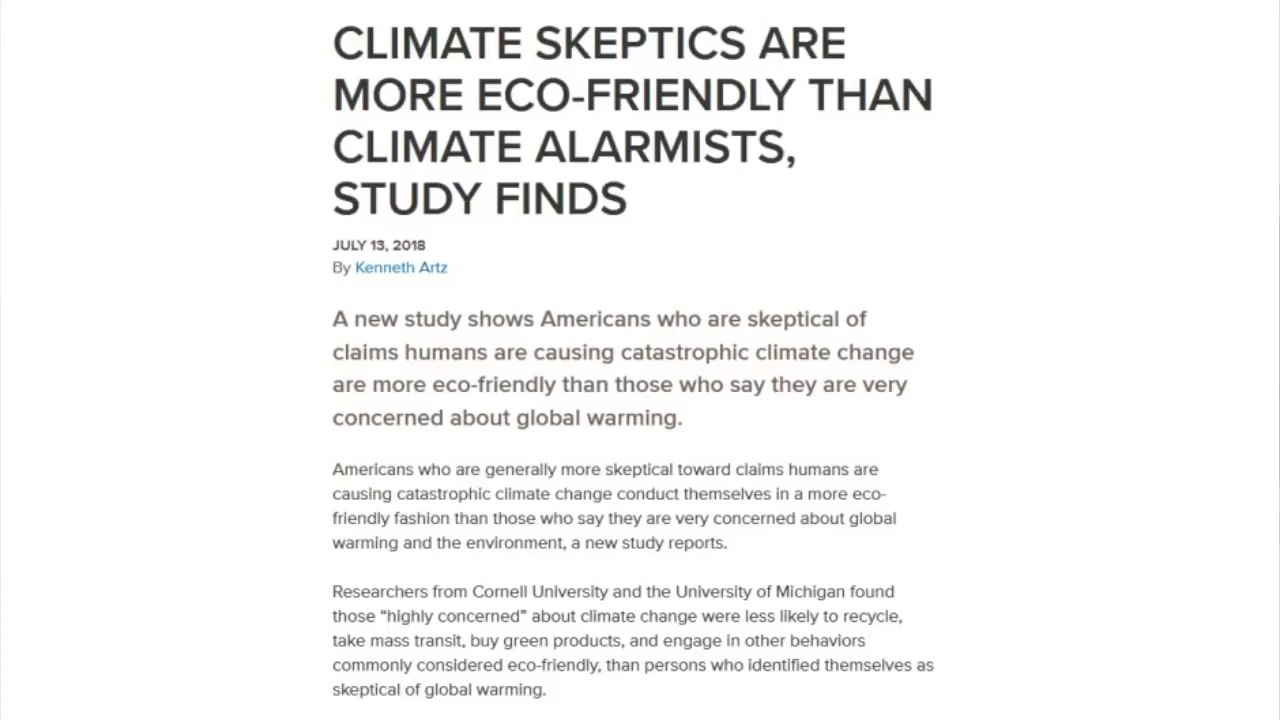 CLIMATE SKEPTICS ARE
MORE ECO-FRIENDLY THAN
CLIMATE ALARMISTS,
STUDY FINDS
JULY 13, 2018
By Kenneth Artz
A new study shows Americans who are skeptical of
claims humans are causing catastrophic climate change
are more eco-friendly than those who say they are very
concerned about global warming.
Americans who are generally more skeptical toward claims humans are
causing catastrophic climate change conduct themselves in a more eco-
friendly fashion than those who say they are very concerned about global
warming and the environment, a new study reports.
Researchers from Cornell University and the University of Michigan found
those “highly concerned” about climate change were less likely to recycle,
take mass transit, buy green products, and engage in other behaviors
commonly considered eco-friendly, than persons who identified themselves as
skeptical of global warming.